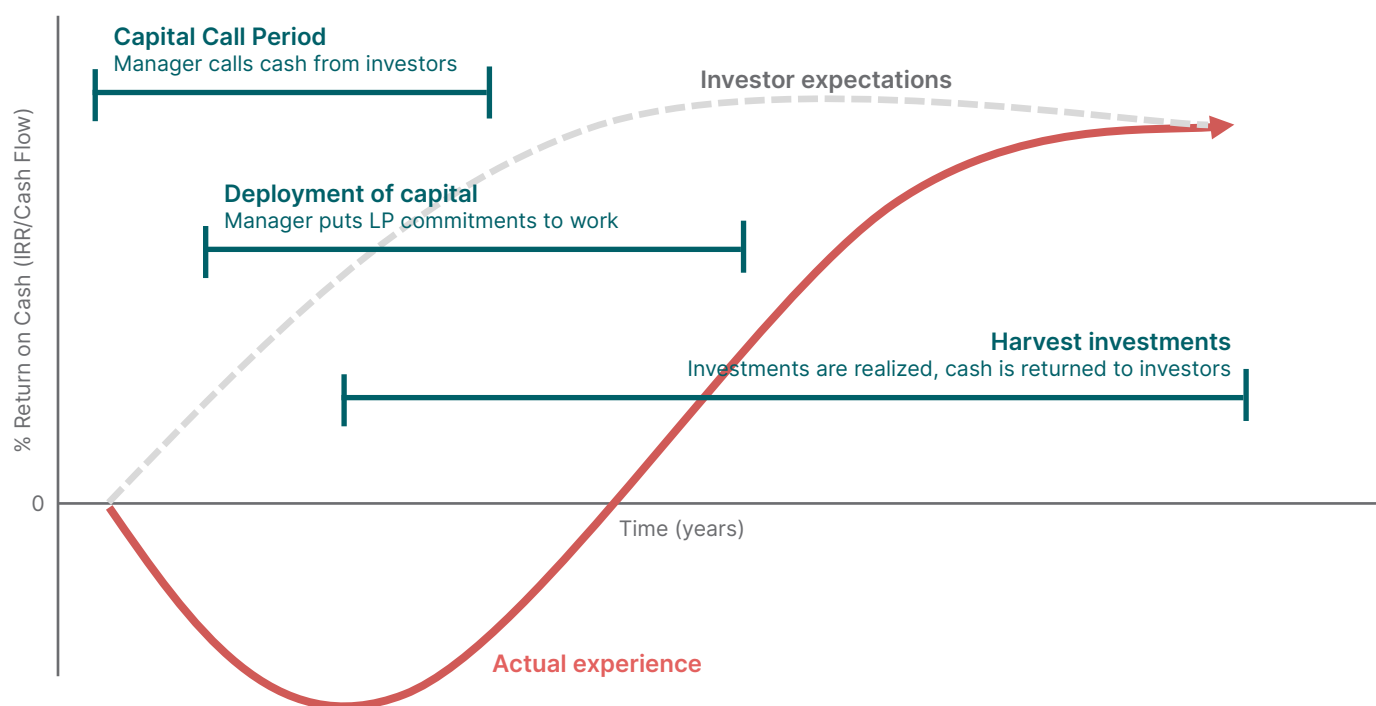 Capital Call Period
Manager calls cash from investors
Investor expectations
Deployment of capital
Manager puts LP commitments to work
Harvest investments
Investments are realized, cash is returned to investors
% Return on Cash (IRR/Cash Flow)
0
Time (years)
Actual experience